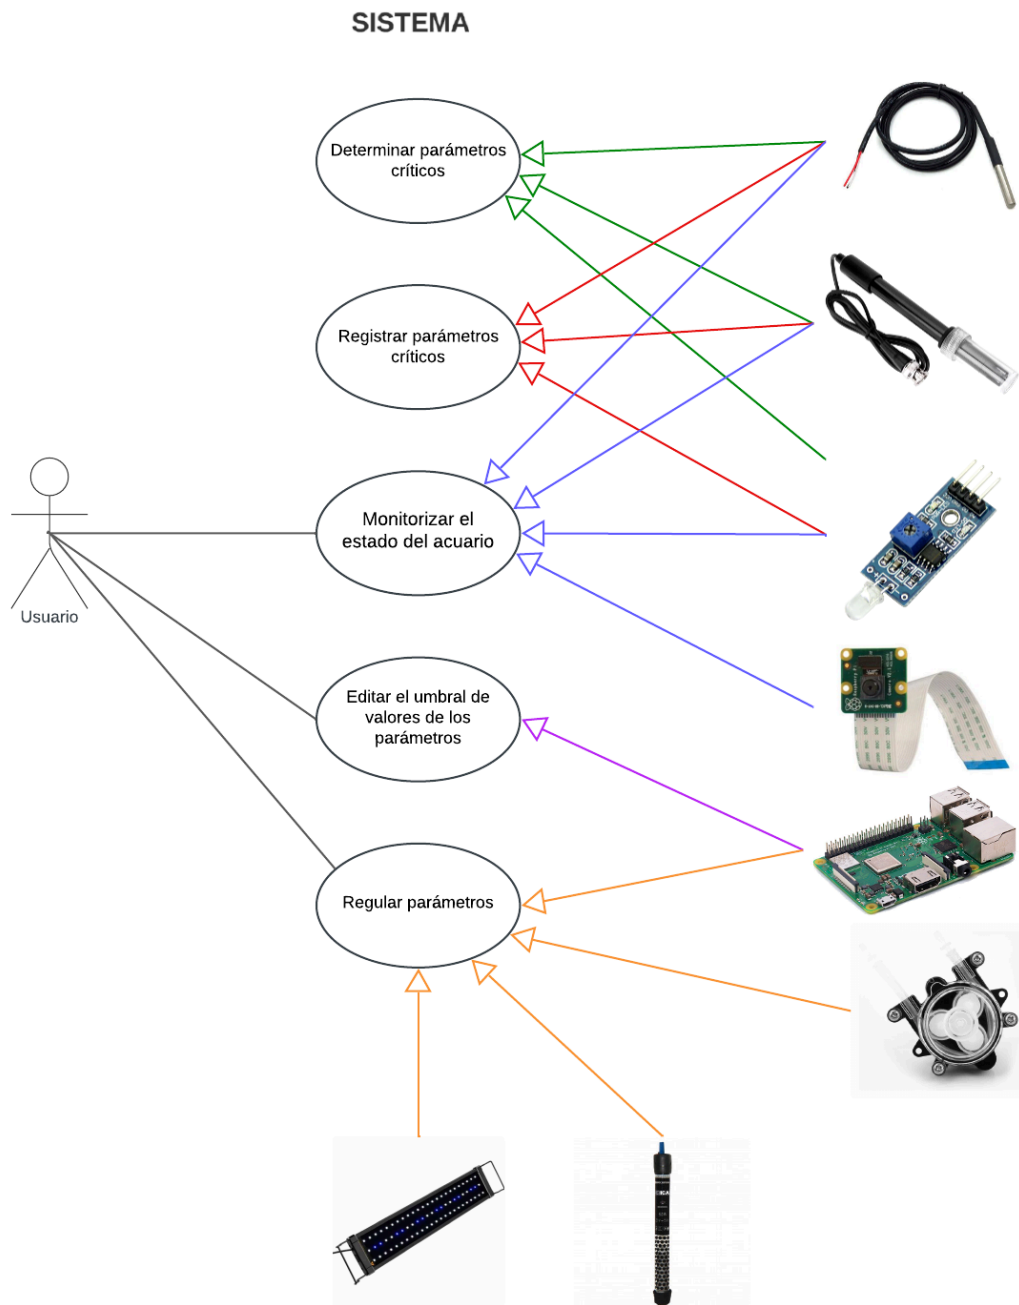 SISTEMA
Determinar parámetros
críticos
Registrar parámetros
críticos
Monitorizar el
estado del acuario
Usuario
Editar el umbral de
valores de los
parámetros
Regular parámetros